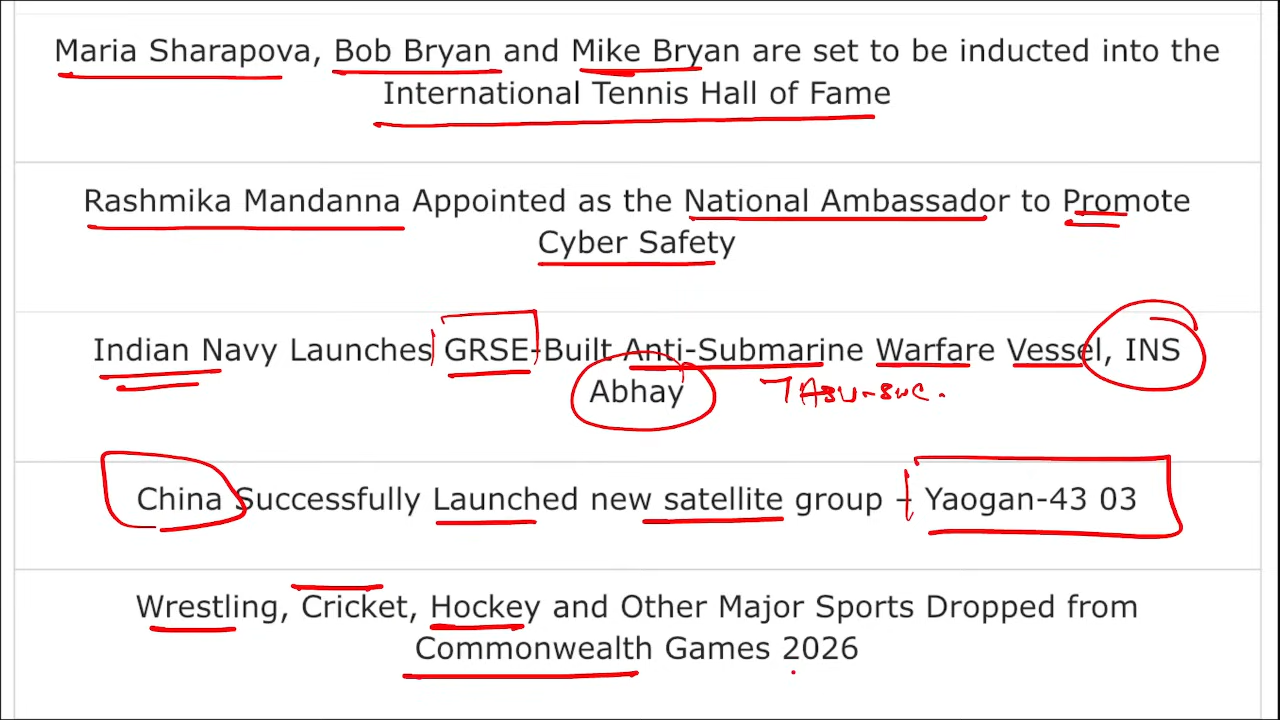 Maria Sharapova, Bob Bryan and Mike Bryan are set to be inducted into the
International Tennis Hall of Fame
Rashmika Mandanna Appointed as the National Ambassador to Promote
Cyber Safety
Indian Navy Launches GRSE-Built Anti-Submarine Warfare Vessel, INS
Abhay
China Successfully Launched new satellite group – Yaogan-43 03
Wrestling, Cricket, Hockey and Other Major Sports Dropped from
Commonwealth Games 2026